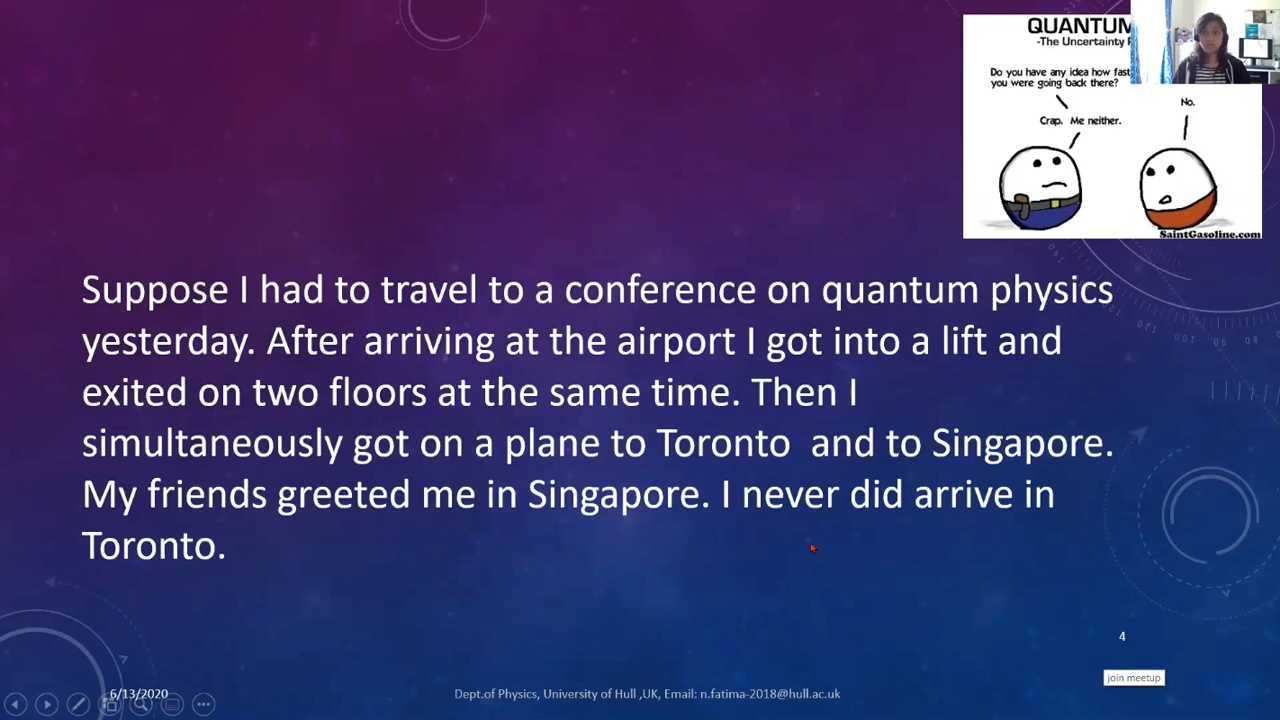 QUANTUM
-The Uncertainty
Do you have any idea how fast
you were going back there?
No.
Crap. Me neither.
SaintGasoline.com
Suppose I had to travel to a conference on quantum physics
yesterday. After arriving at the airport I got into a lift and
exited on two floors at the same time. Then I
simultaneously got on a plane to Toronto and to Singapore.
My friends greeted me in Singapore. I never did arrive in
Toronto.
4
join meetup
6/13/2020
Dept.of Physics, University of Hull ,UK, Email: n.fatima-2018@hull.ac.uk